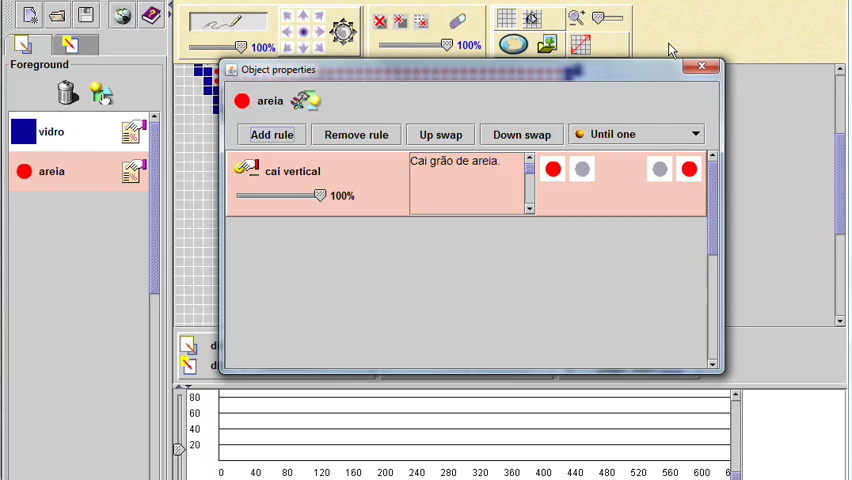 100%
100%
Foreground
vidro
areia
Object properties
areia
Add rule
Remove rule
Up swap
Down swap
Until one
cai vertical
100%
Cai grão de areia.
80
60
40
20
0 40 80 120 160 200 240 280 320 360 400 440 480 520 560 600